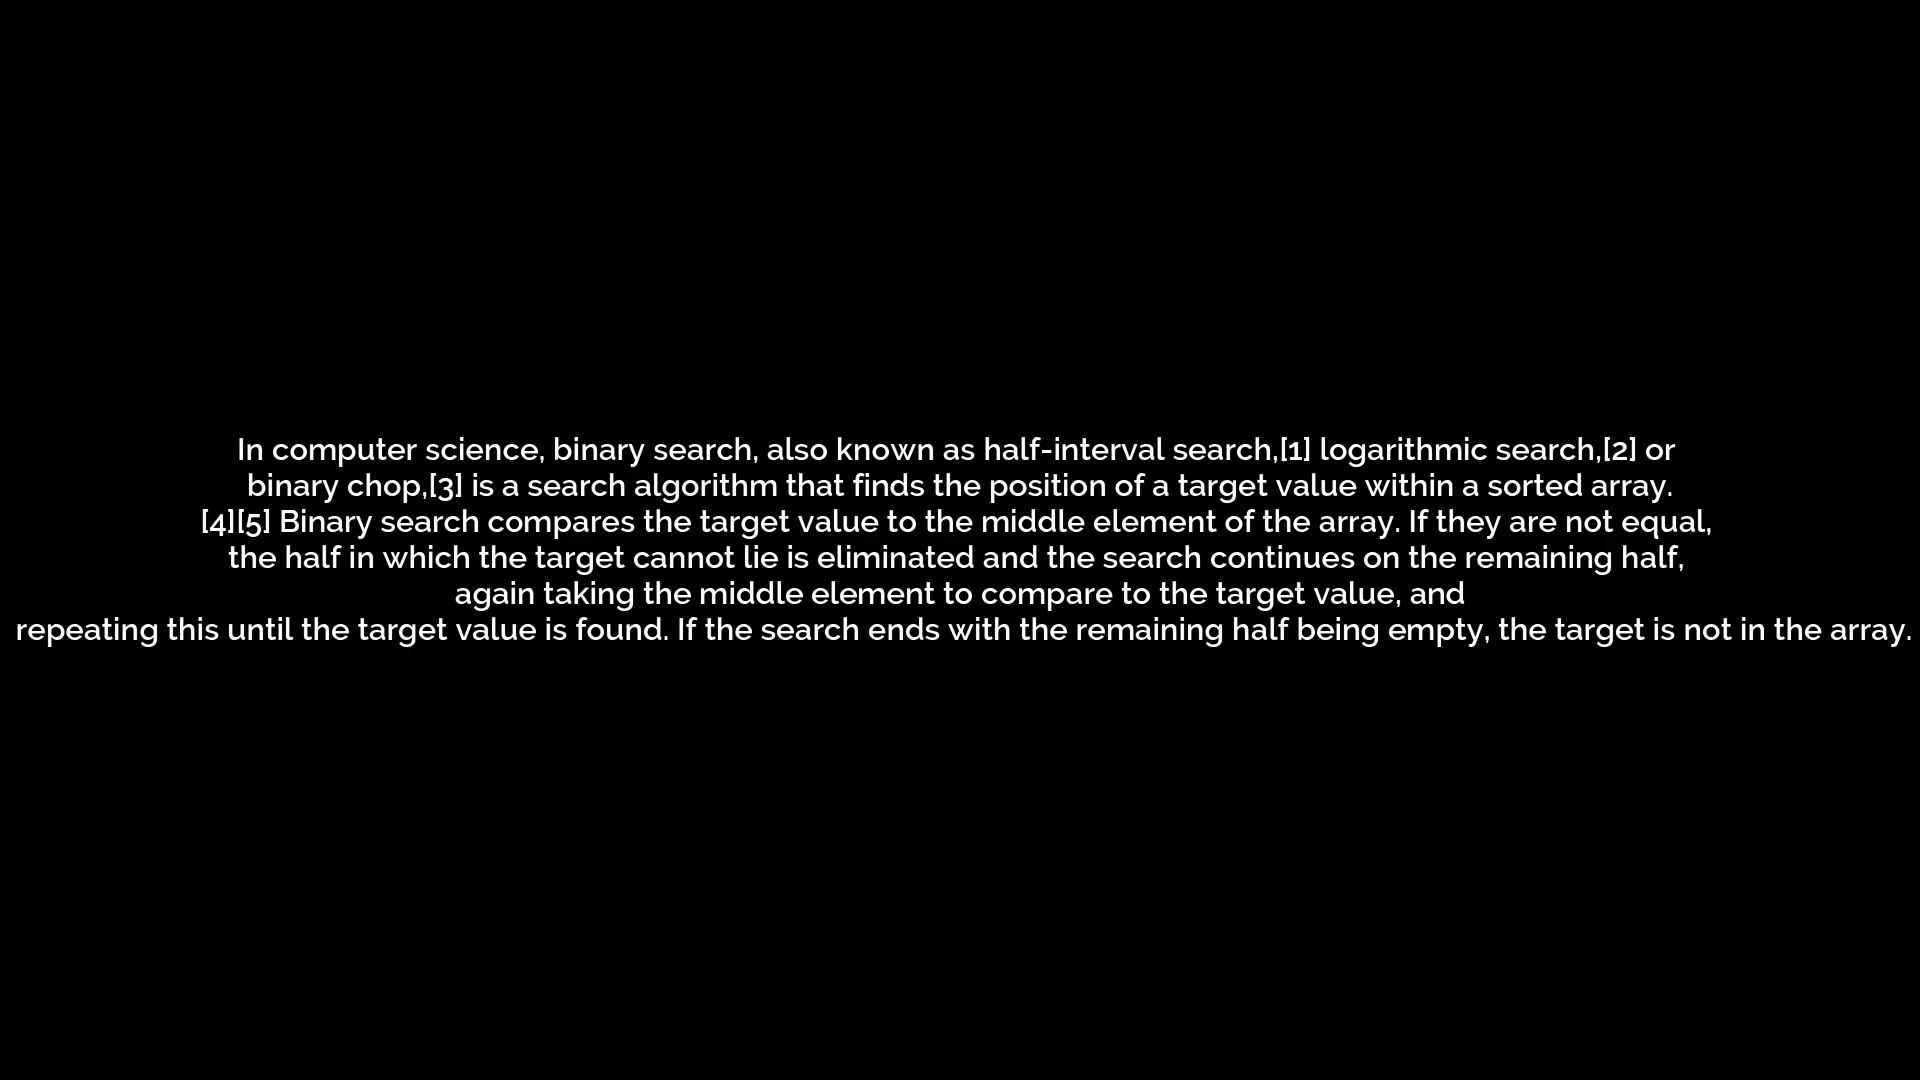 In computer science, binary search, also known as half-interval search,[1] logarithmic search,[2] or
binary chop,[3] is a search algorithm that finds the position of a target value within a sorted array.
[4][5] Binary search compares the target value to the middle element of the array. If they are not equal,
the half in which the target cannot lie is eliminated and the search continues on the remaining half,
again taking the middle element to compare to the target value, and
repeating this until the target value is found. If the search ends with the remaining half being empty, the target is not in the array.